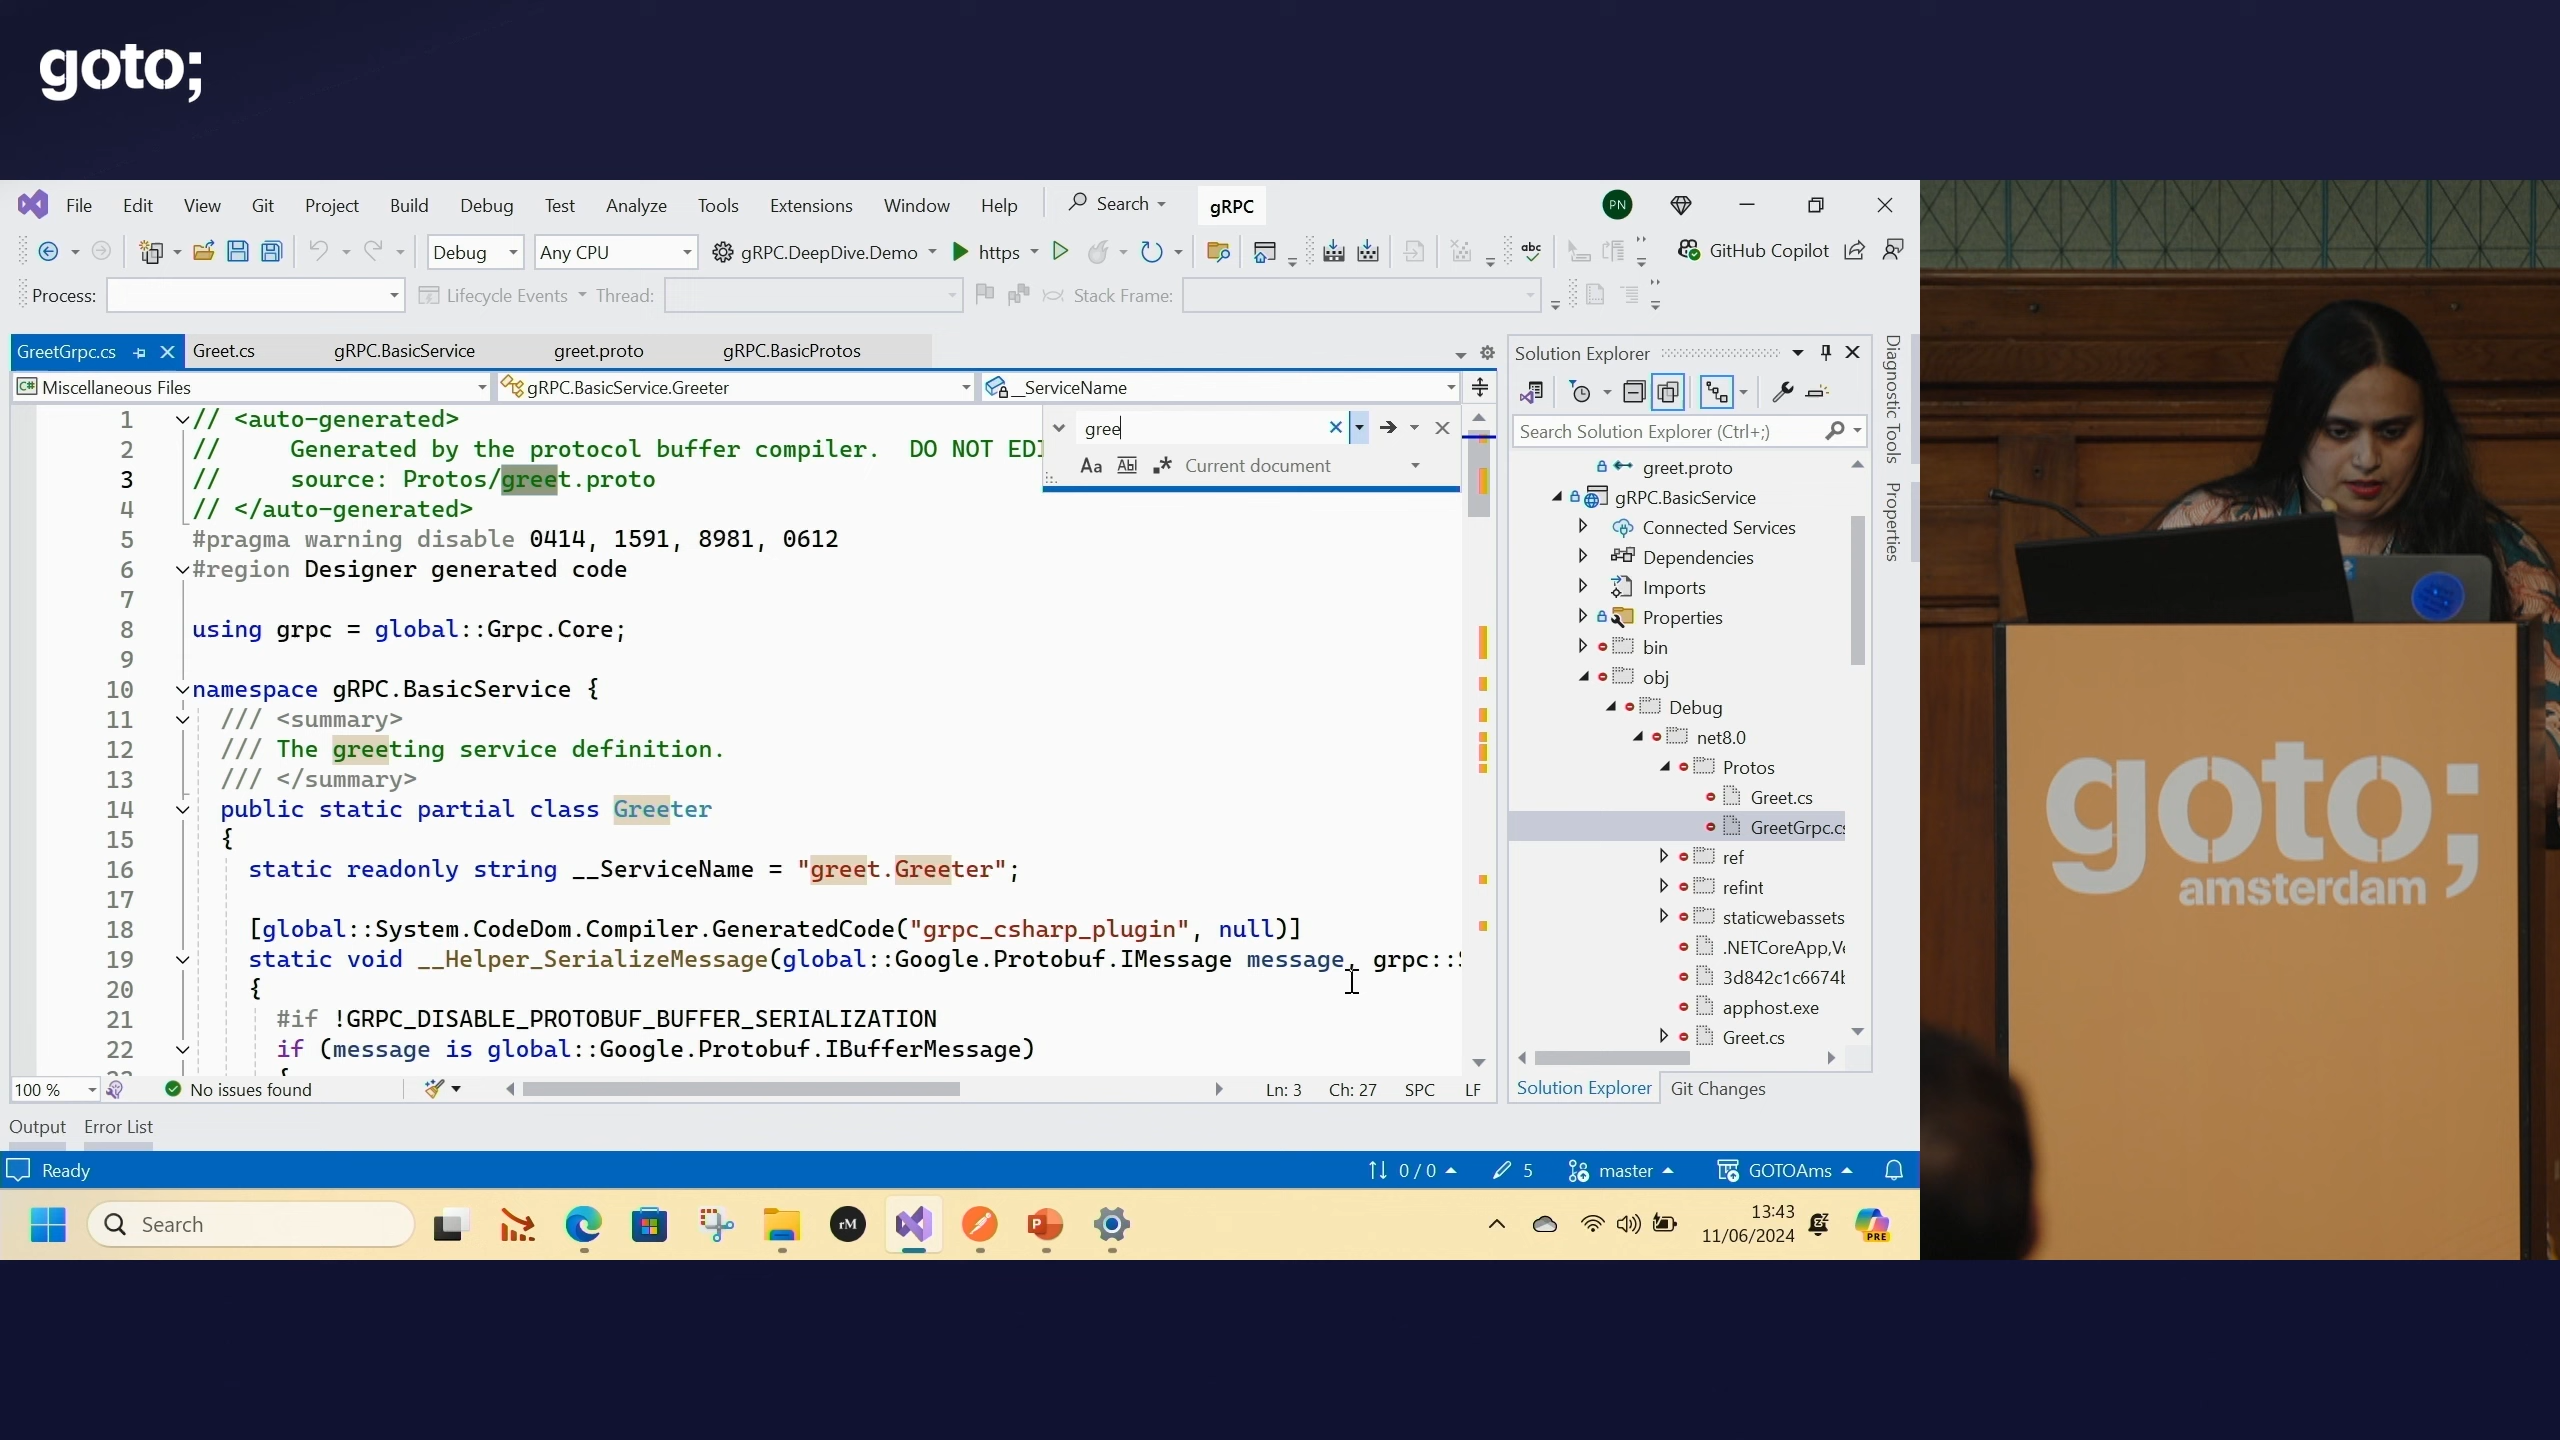 goto;
File Edit View Git Project Build Debug Test Analyze Tools Extensions Window Help Search gRPC PN
Debug Any CPU gRPC.DeepDive.Demo https abc GitHub Copilot
Process: Lifecycle Events Thread: Stack Frame:
GreetGrpc.cs Greet.cs gRPC.BasicService greet.proto gRPC.BasicProtos
C# Miscellaneous Files gRPC.BasicService.Greeter __ServiceName
gree
Aa Abl .* Current document
1 // <auto-generated>
2 //     Generated by the protocol buffer compiler.  DO NOT EDI
3 //     source: Protos/greet.proto
4 // </auto-generated>
5 #pragma warning disable 0414, 1591, 8981, 0612
6 #region Designer generated code
7
8 using grpc = global::Grpc.Core;
9
10 namespace gRPC.BasicService {
11 /// <summary>
12 /// The greeting service definition.
13 /// </summary>
14 public static partial class Greeter
15 {
16 static readonly string __ServiceName = "greet.Greeter";
17
18 [global::System.CodeDom.Compiler.GeneratedCode("grpc_csharp_plugin", null)]
19 static void __Helper_SerializeMessage(global::Google.Protobuf.IMessage message, grpc::
20 {
21 #if !GRPC_DISABLE_PROTOBUF_BUFFER_SERIALIZATION
22 if (message is global::Google.Protobuf.IBufferMessage)
{
100 % No issues found Ln: 3 Ch: 27 SPC LF
Solution Explorer
Search Solution Explorer (Ctrl+;)
greet.proto
gRPC.BasicService
Connected Services
Dependencies
Imports
Properties
bin
obj
Debug
net8.0
Protos
Greet.cs
GreetGrpc.cs
ref
refint
staticwebassets
.NETCoreApp,Ve
3d842c1c6674b
apphost.exe
Greet.cs
Solution Explorer Git Changes
Diagnostic Tools
Properties
Output Error List
Ready 0 / 0 5 master GOTOAms
Search rM P 13:43
11/06/2024 PRE
goto;
amsterdam